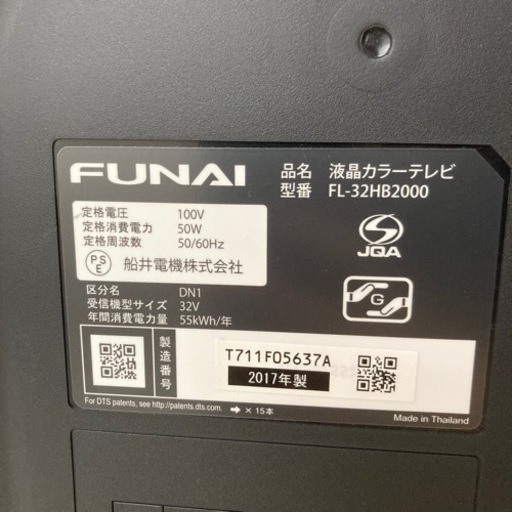 FUNAI
品名 液晶カラーテレビ
型番 FL-32HB2000
定格電圧 100V
定格消費電力 50W
定格周波数 50/60Hz
PSE 船井電機株式会社
JQA
G
区分名 DN1
受信機型サイズ 32V
年間消費電力量 55kWh/年
製造番号
T711F05637A
2017年製
For DTS patents, see http://patents.dts.com.
➔ × 15本
Made in Thailand